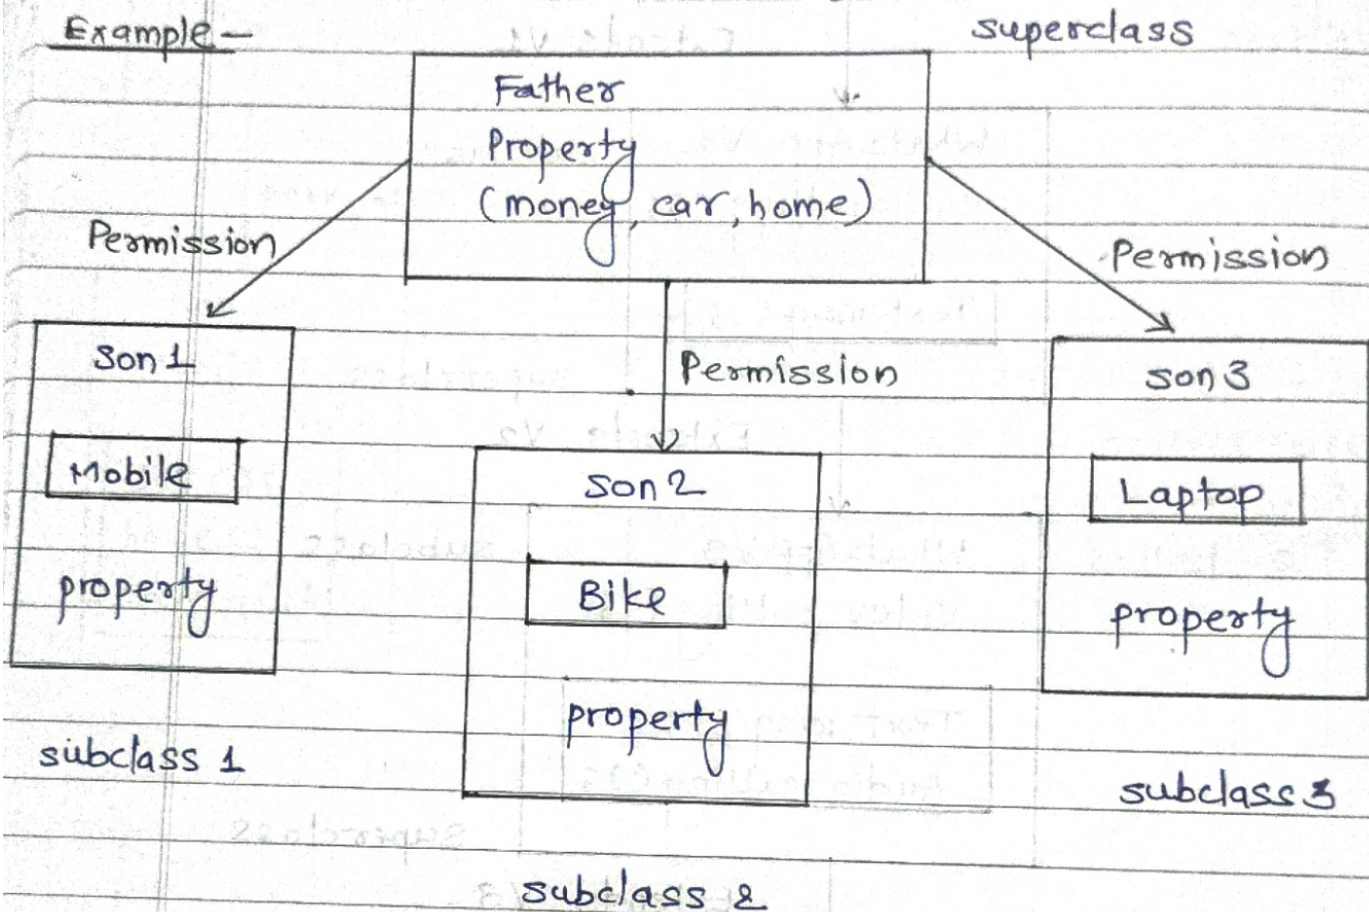 Example -
superclass
Father
Property
(money, car, home)
Permission
Permission
Permission
Son 1
Mobile
property
subclass 1
Son 2
Bike
property
subclass 2
son 3
Laptop
property
subclass 3